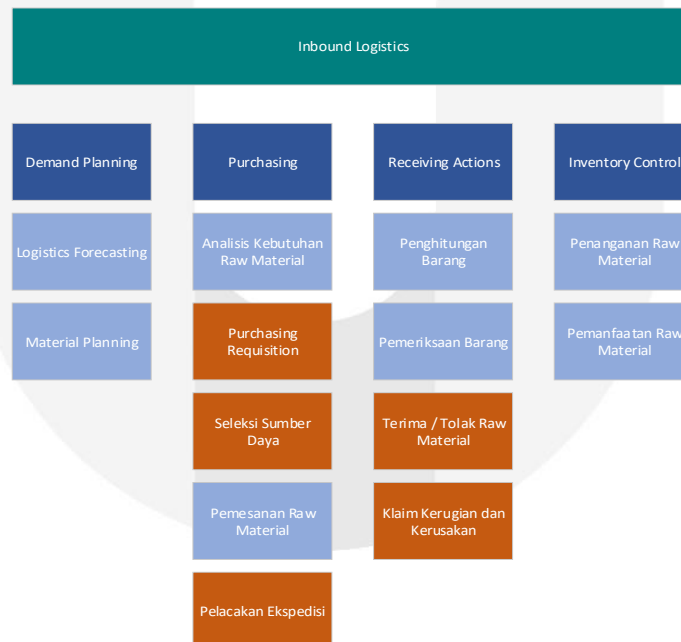 Inbound Logistics
Demand Planning
Purchasing
Receiving Actions
Inventory Control
Logistics Forecasting
Analisis Kebutuhan
Raw Material
Penghitungan
Barang
Penanganan Raw
Material
Material Planning
Purchasing
Requisition
Pemeriksaan Barang
Pemanfaatan Raw
Material
Seleksi Sumber
Daya
Terima / Tolak Raw
Material
Pemesanan Raw
Material
Klaim Kerugian dan
Kerusakan
Pelacakan Ekspedisi